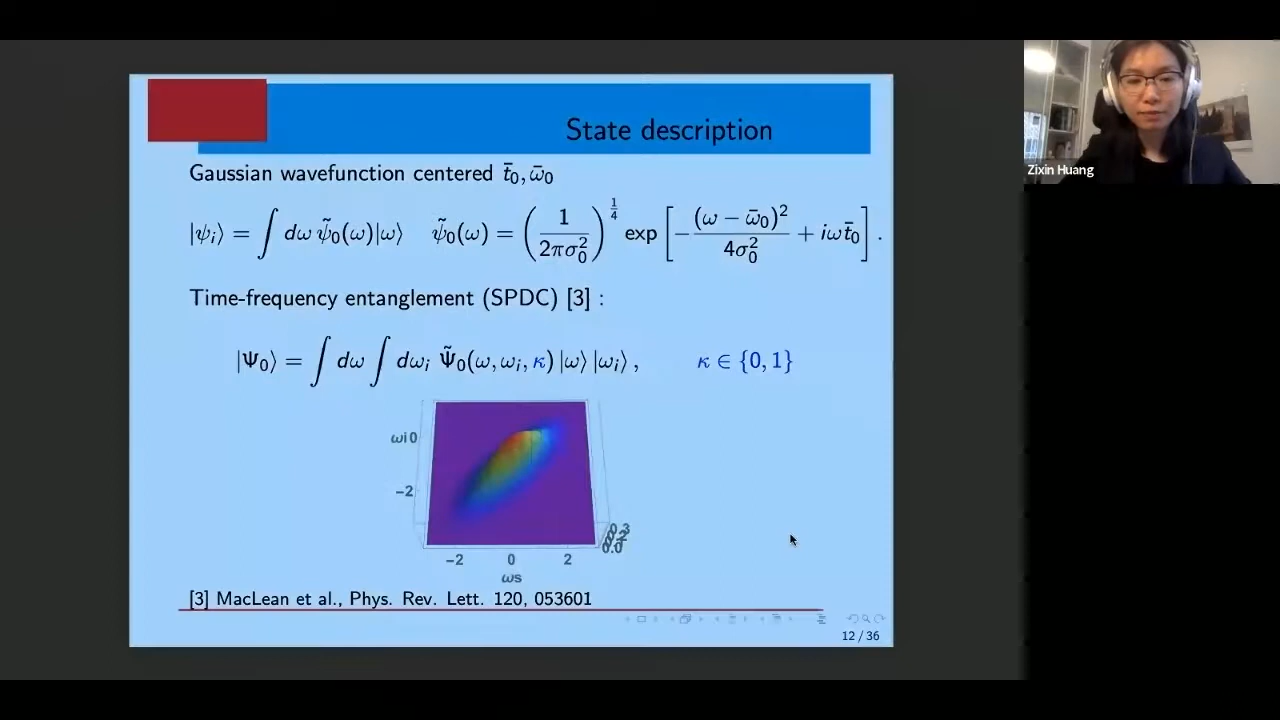 State description
Gaussian wavefunction centered t̄₀, ω̄₀
|ψᵢ⟩ = ∫ dω ψ̃₀(ω)|ω⟩ ψ̃₀(ω) = (1/2πσ₀²)^(1/4) exp[−(ω − ω̄₀)²/4σ₀² + iωt̄₀].
Time-frequency entanglement (SPDC) [3] :
|Ψ₀⟩ = ∫ dω ∫ dωᵢ Ψ̃₀(ω, ωᵢ, κ) |ω⟩ |ωᵢ⟩ , κ ∈ {0, 1}
ωi 0
−2
0.3
0.0
−2 0 2
ωs
[3] MacLean et al., Phys. Rev. Lett. 120, 053601
12 / 36
Zixin Huang